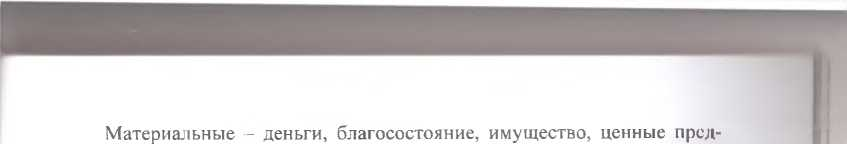 Материальные – деньги, благосостояние, имущество, ценные пред-